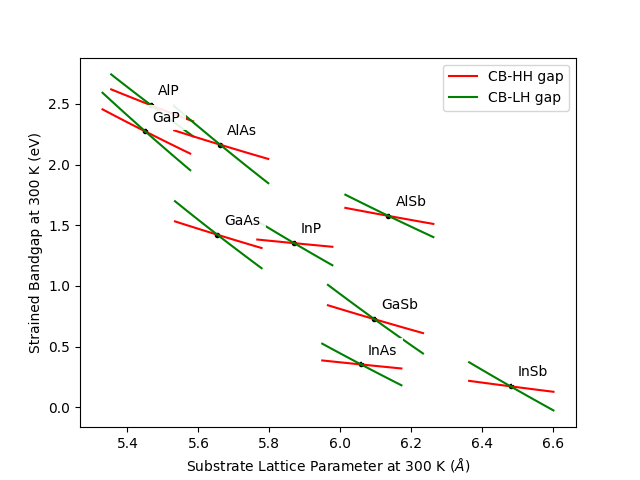 CB-HH gap
CB-LH gap
AlP
GaP
AlAs
AlSb
GaAs
InP
GaSb
InAs
InSb
2.5
2.0
1.5
1.0
0.5
0.0
5.4
5.6
5.8
6.0
6.2
6.4
6.6
Strained Bandgap at 300 K (eV)
Substrate Lattice Parameter at 300 K (Å)